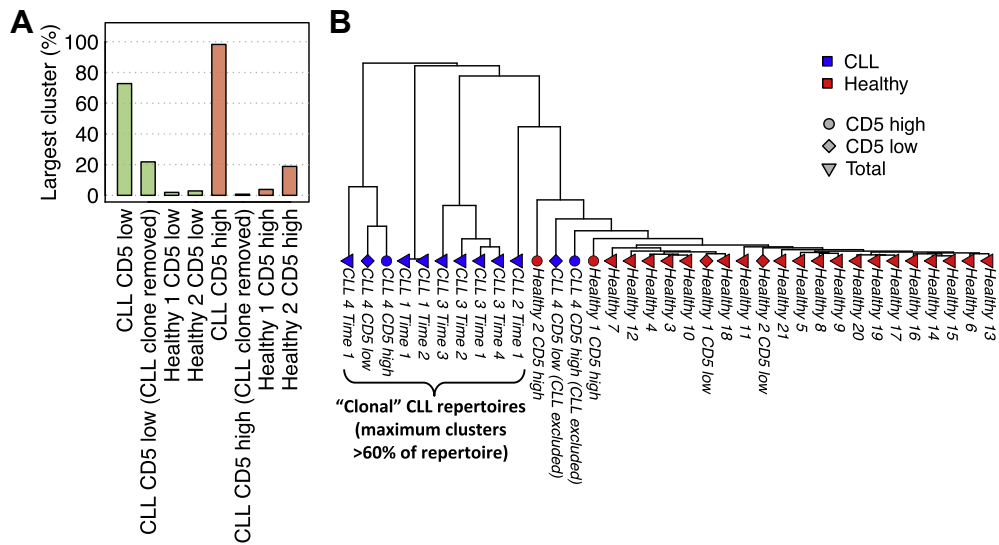 A
Largest cluster (%)
100
80
60
40
20
0
CLL CD5 low
CLL CD5 low (CLL clone removed)
Healthy 1 CD5 low
Healthy 2 CD5 low
CLL CD5 high
CLL CD5 high (CLL clone removed)
Healthy 1 CD5 high
Healthy 2 CD5 high
B
CLL
Healthy
CD5 high
CD5 low
Total
CLL 4 Time 1
CLL 4 CD5 low
CLL 4 CD5 high
CLL 1 Time 1
CLL 1 Time 2
CLL 3 Time 3
CLL 3 Time 2
CLL 3 Time 1
CLL 3 Time 4
CLL 2 Time 1
Healthy 2 CD5 high
CLL 4 CD5 low (CLL excluded)
CLL 4 CD5 high (CLL excluded)
Healthy 1 CD5 high
Healthy 7
Healthy 12
Healthy 4
Healthy 3
Healthy 10
Healthy 1 CD5 low
Healthy 18
Healthy 11
Healthy 2 CD5 low
Healthy 21
Healthy 5
Healthy 8
Healthy 9
Healthy 20
Healthy 19
Healthy 17
Healthy 16
Healthy 14
Healthy 15
Healthy 6
Healthy 13
“Clonal” CLL repertoires
(maximum clusters
>60% of repertoire)